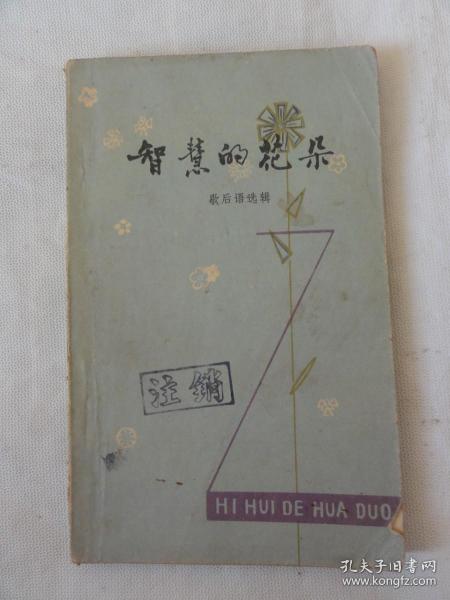 智慧的花朵
歇后语选辑
注销
ZHI HUI DE HUA DUO
孔夫子旧书网
www.kongfz.com